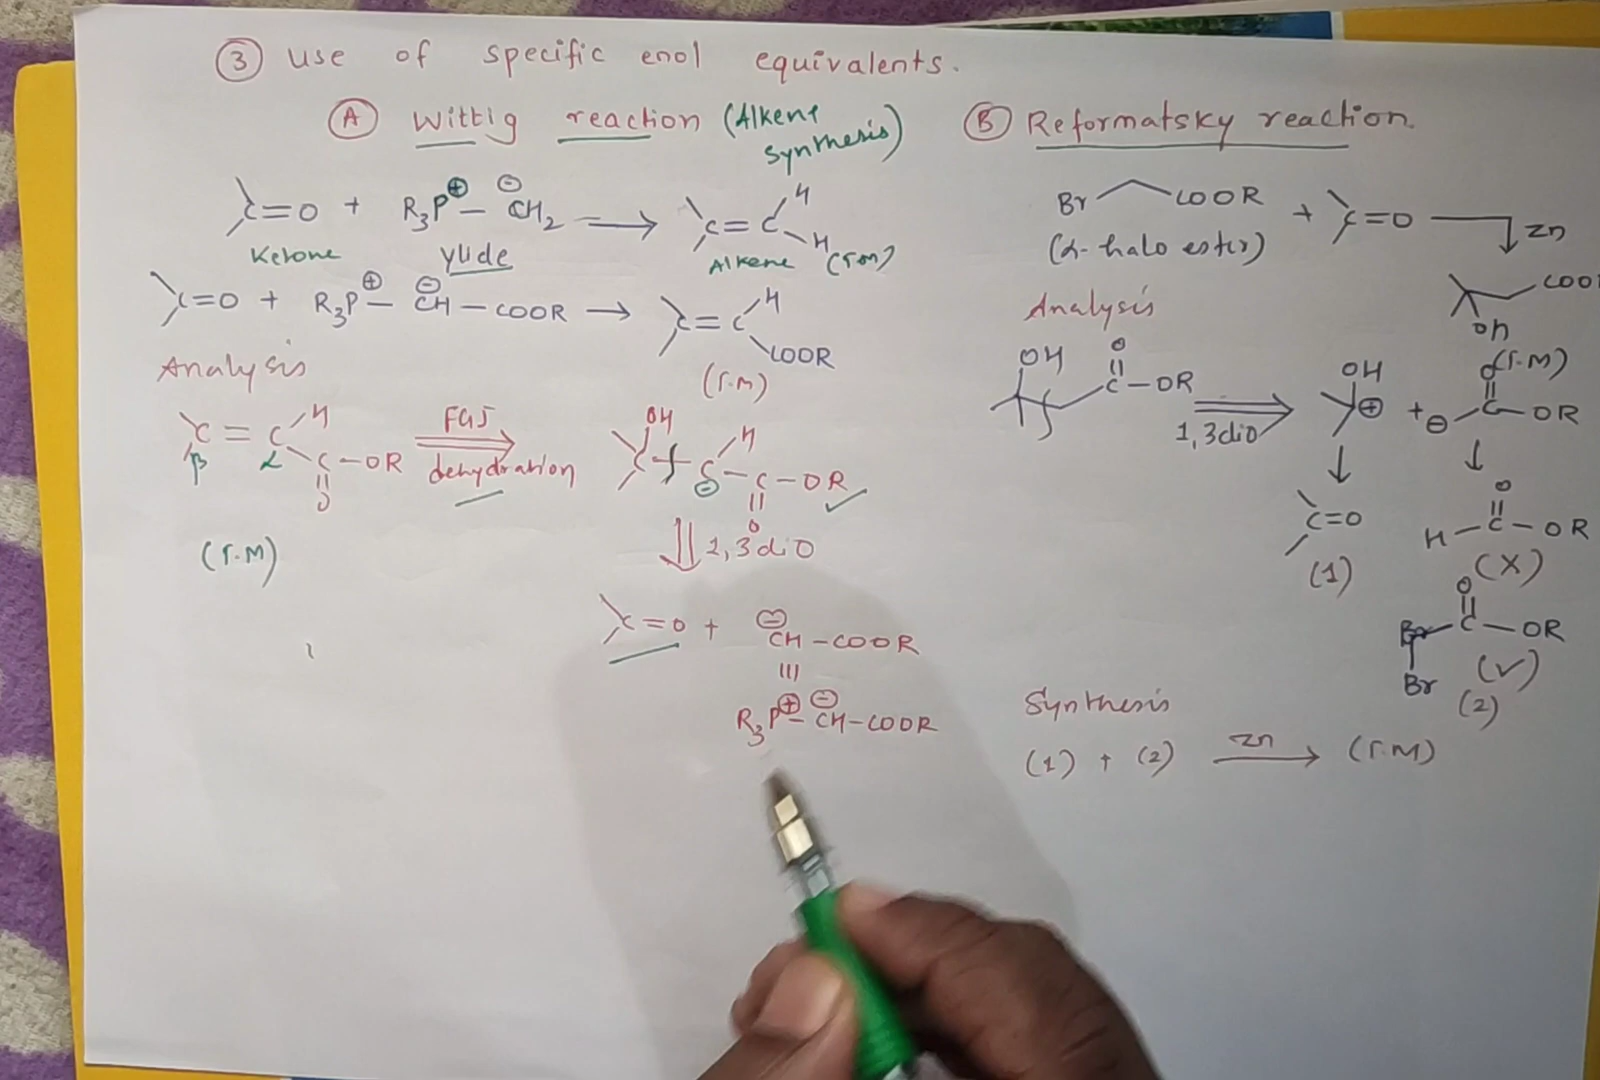 ③ Use of specific enol equivalents.
Ⓐ Wittig reaction (Alkene synthesis)
C=O + R₃P⊕ – ⊖CH₂ → C=C H H
Ketone ylide Alkene (T.M)
C=O + R₃P⊕ – ⊖CH – COOR → C=C H COOR
(T.M)
Analysis
C=C H C–OR O FGI dehydration OH C C H C–OR O
β α ⊖
(T.M)
1,3 diO
C=O + ⊖CH–COOR
R₃P⊕ – ⊖CH–COOR
Ⓑ Reformatsky reaction.
Br COOR + C=O Zn
(α-halo ester)
COO
OH
(T.M)
Analysis
OH O C–OR 1,3 diO OH ⊕ + ⊖ O C–OR
C=O H–C–OR O
(1) (X)
Br O C–OR
Br (✓)
(2)
Synthesis
(1) + (2) Zn → (T.M)